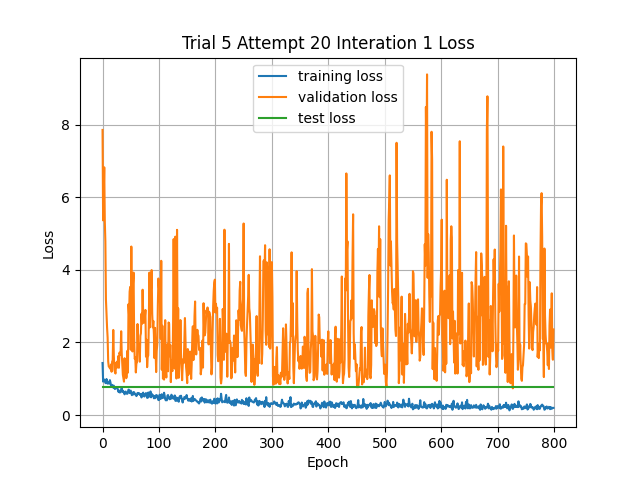 Trial 5 Attempt 20 Interation 1 Loss
training loss
validation loss
test loss
Loss
8
6
4
2
0
0 100 200 300 400 500 600 700 800
Epoch